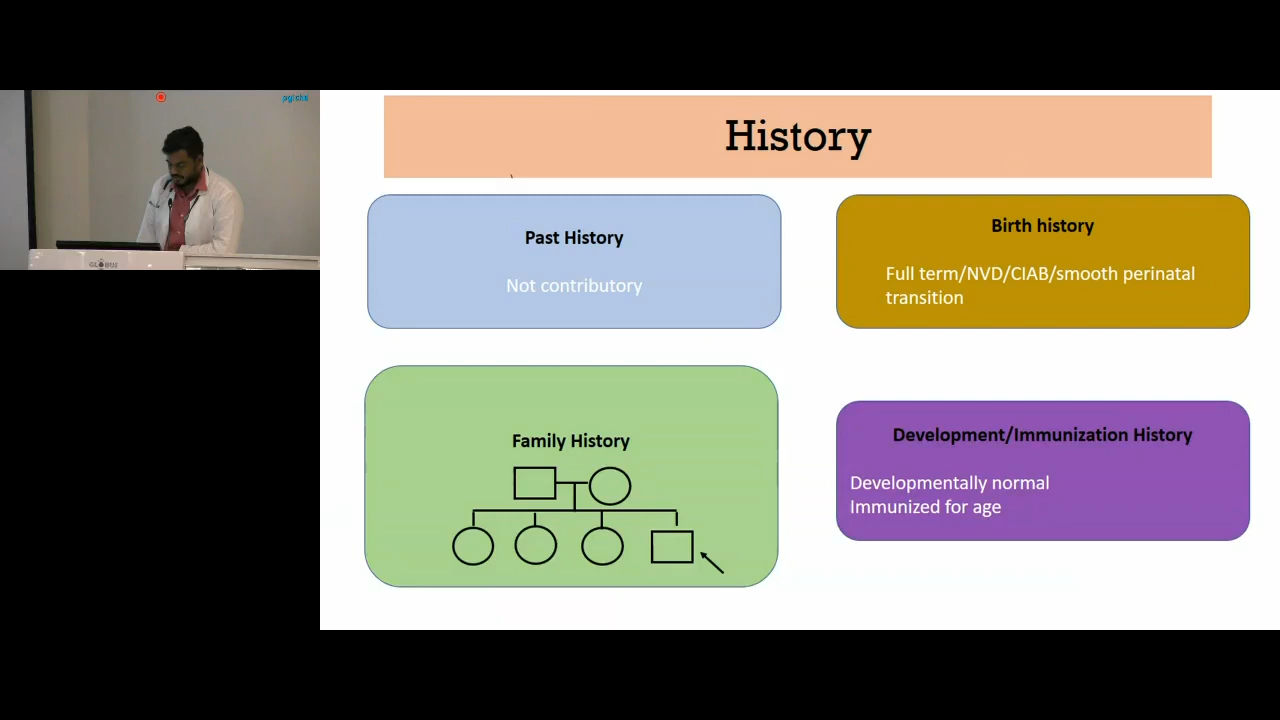 History
Past History
Not contributory
Birth history
Full term/NVD/CIAB/smooth perinatal
transition
Family History
Development/Immunization History
Developmentally normal
Immunized for age